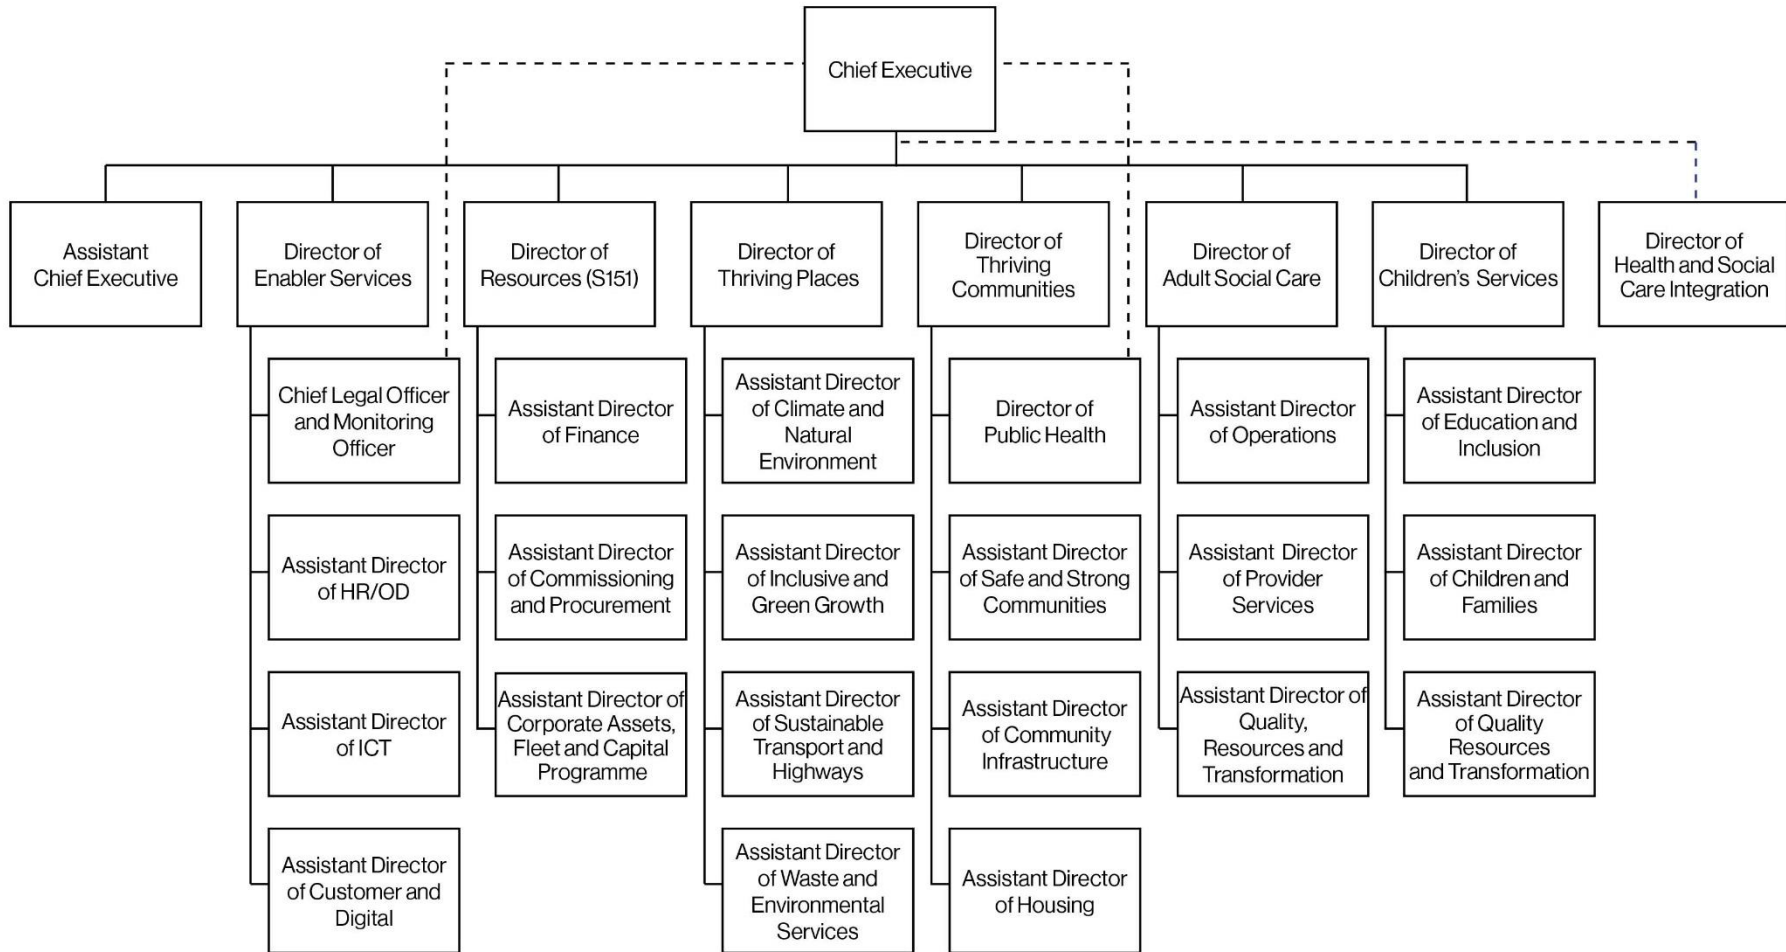 Chief Executive
Assistant
Chief Executive
Director of
Enabler Services
Director of
Resources (S151)
Director of
Thriving Places
Director of
Thriving
Communities
Director of
Adult Social Care
Director of
Children's Services
Director of
Health and Social
Care Integration
Chief Legal Officer
and Monitoring
Officer
Assistant Director
of Finance
Assistant Director
of Climate and
Natural
Environment
Director of
Public Health
Assistant Director
of Operations
Assistant Director
of Education and
Inclusion
Assistant Director
of HR/OD
Assistant Director
of Commissioning
and Procurement
Assistant Director
of Inclusive and
Green Growth
Assistant Director
of Safe and Strong
Communities
Assistant Director
of Provider
Services
Assistant Director
of Children and
Families
Assistant Director
of ICT
Assistant Director of
Corporate Assets,
Fleet and Capital
Programme
Assistant Director
of Sustainable
Transport and
Highways
Assistant Director
of Community
Infrastructure
Assistant Director of
Quality,
Resources and
Transformation
Assistant Director
of Quality
Resources
and Transformation
Assistant Director
of Customer and
Digital
Assistant Director
of Waste and
Environmental
Services
Assistant Director
of Housing